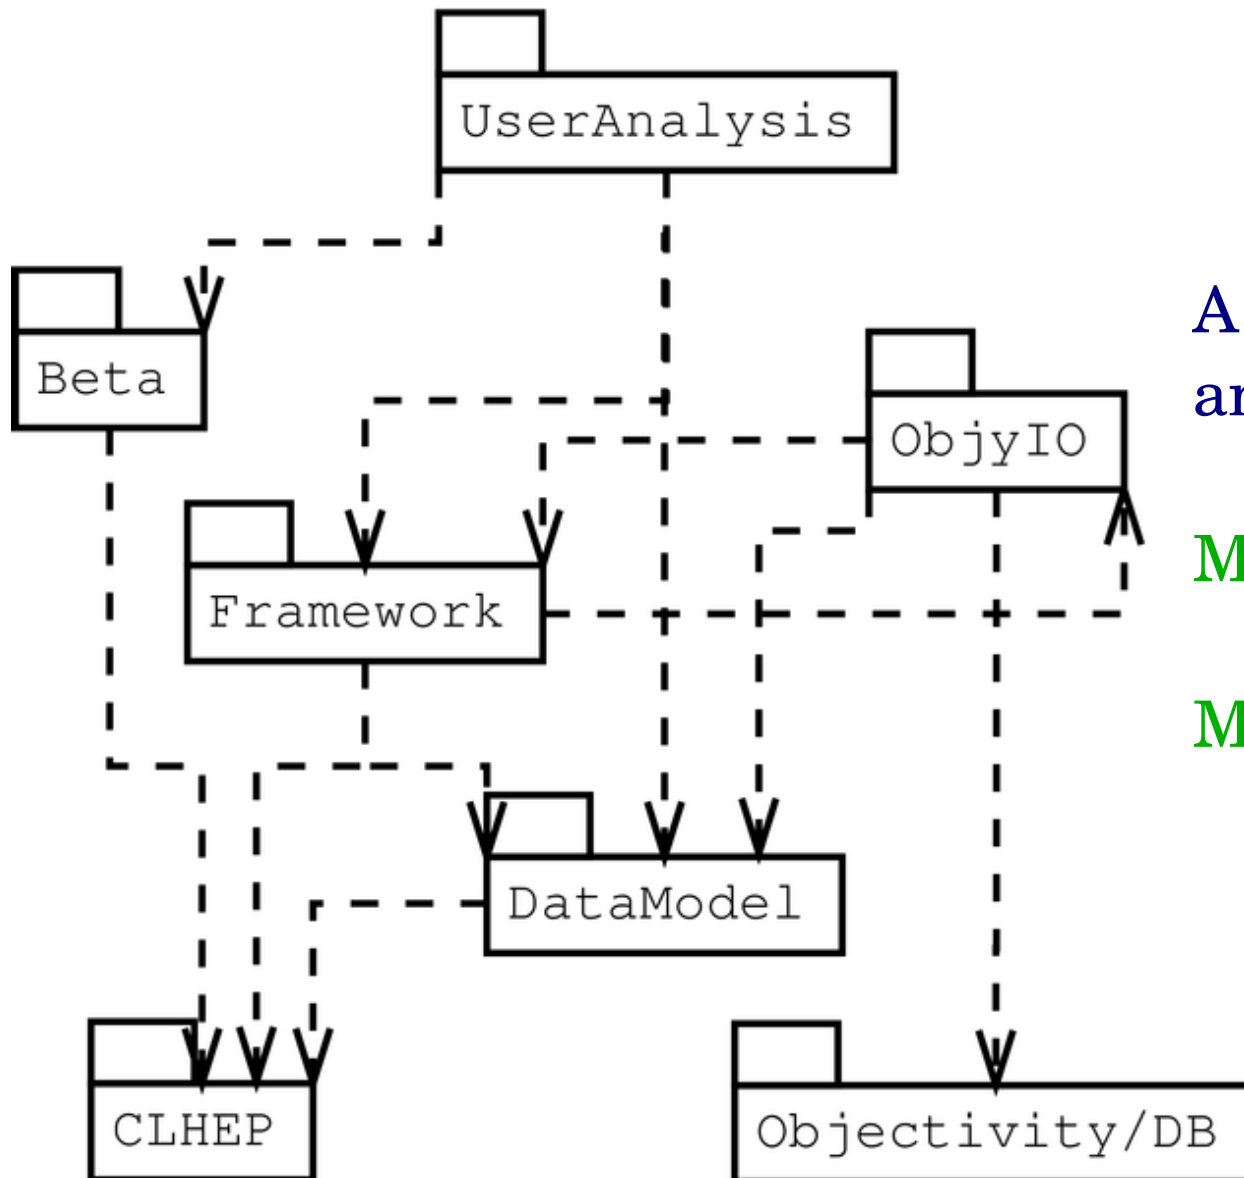 UserAnalysis
Beta
A
ObjyIO
Framework
DataModel
CLHEP
Objectivity/DB